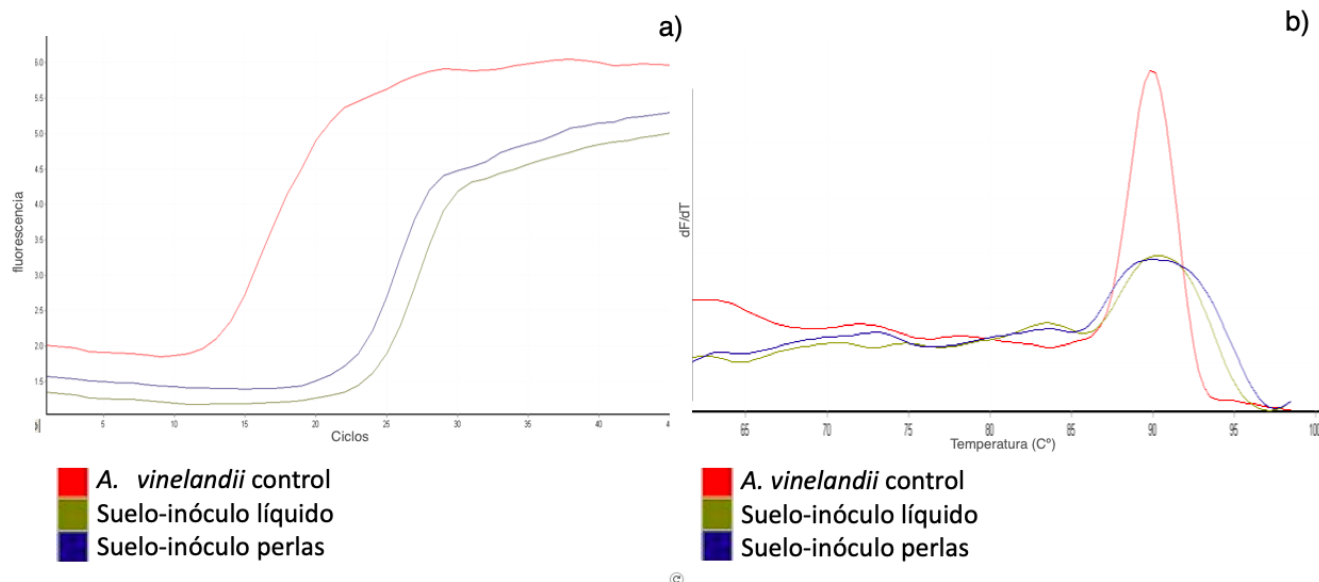 a)
6.0
5.5
5.0
4.5
4.0
3.5
3.0
2.5
2.0
1.5
fluorescencia
5
10
15
20
25
30
35
40
Ciclos
A. vinelandii control
Suelo-inóculo líquido
Suelo-inóculo perlas
b)
dF/dT
65
70
75
80
85
90
95
100
Temperatura (Cº)
A. vinelandii control
Suelo-inóculo líquido
Suelo-inóculo perlas